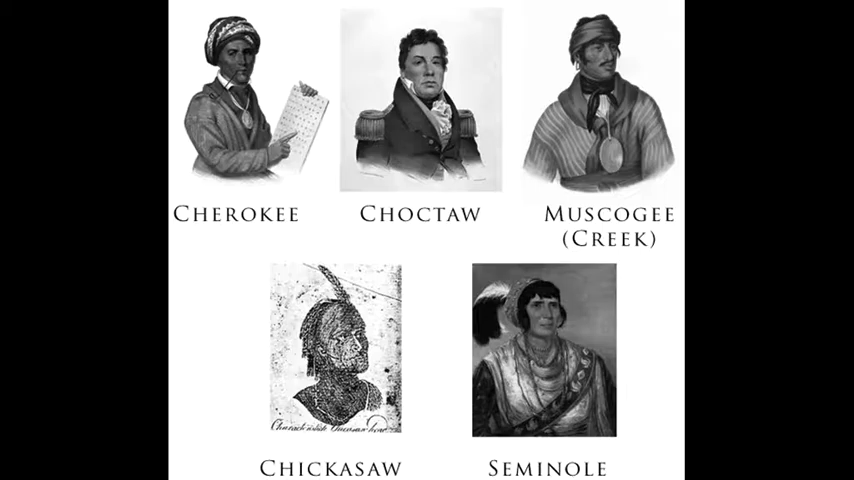 CHEROKEE
CHOCTAW
MUSCOGEE
(CREEK)
CHICKASAW
SEMINOLE